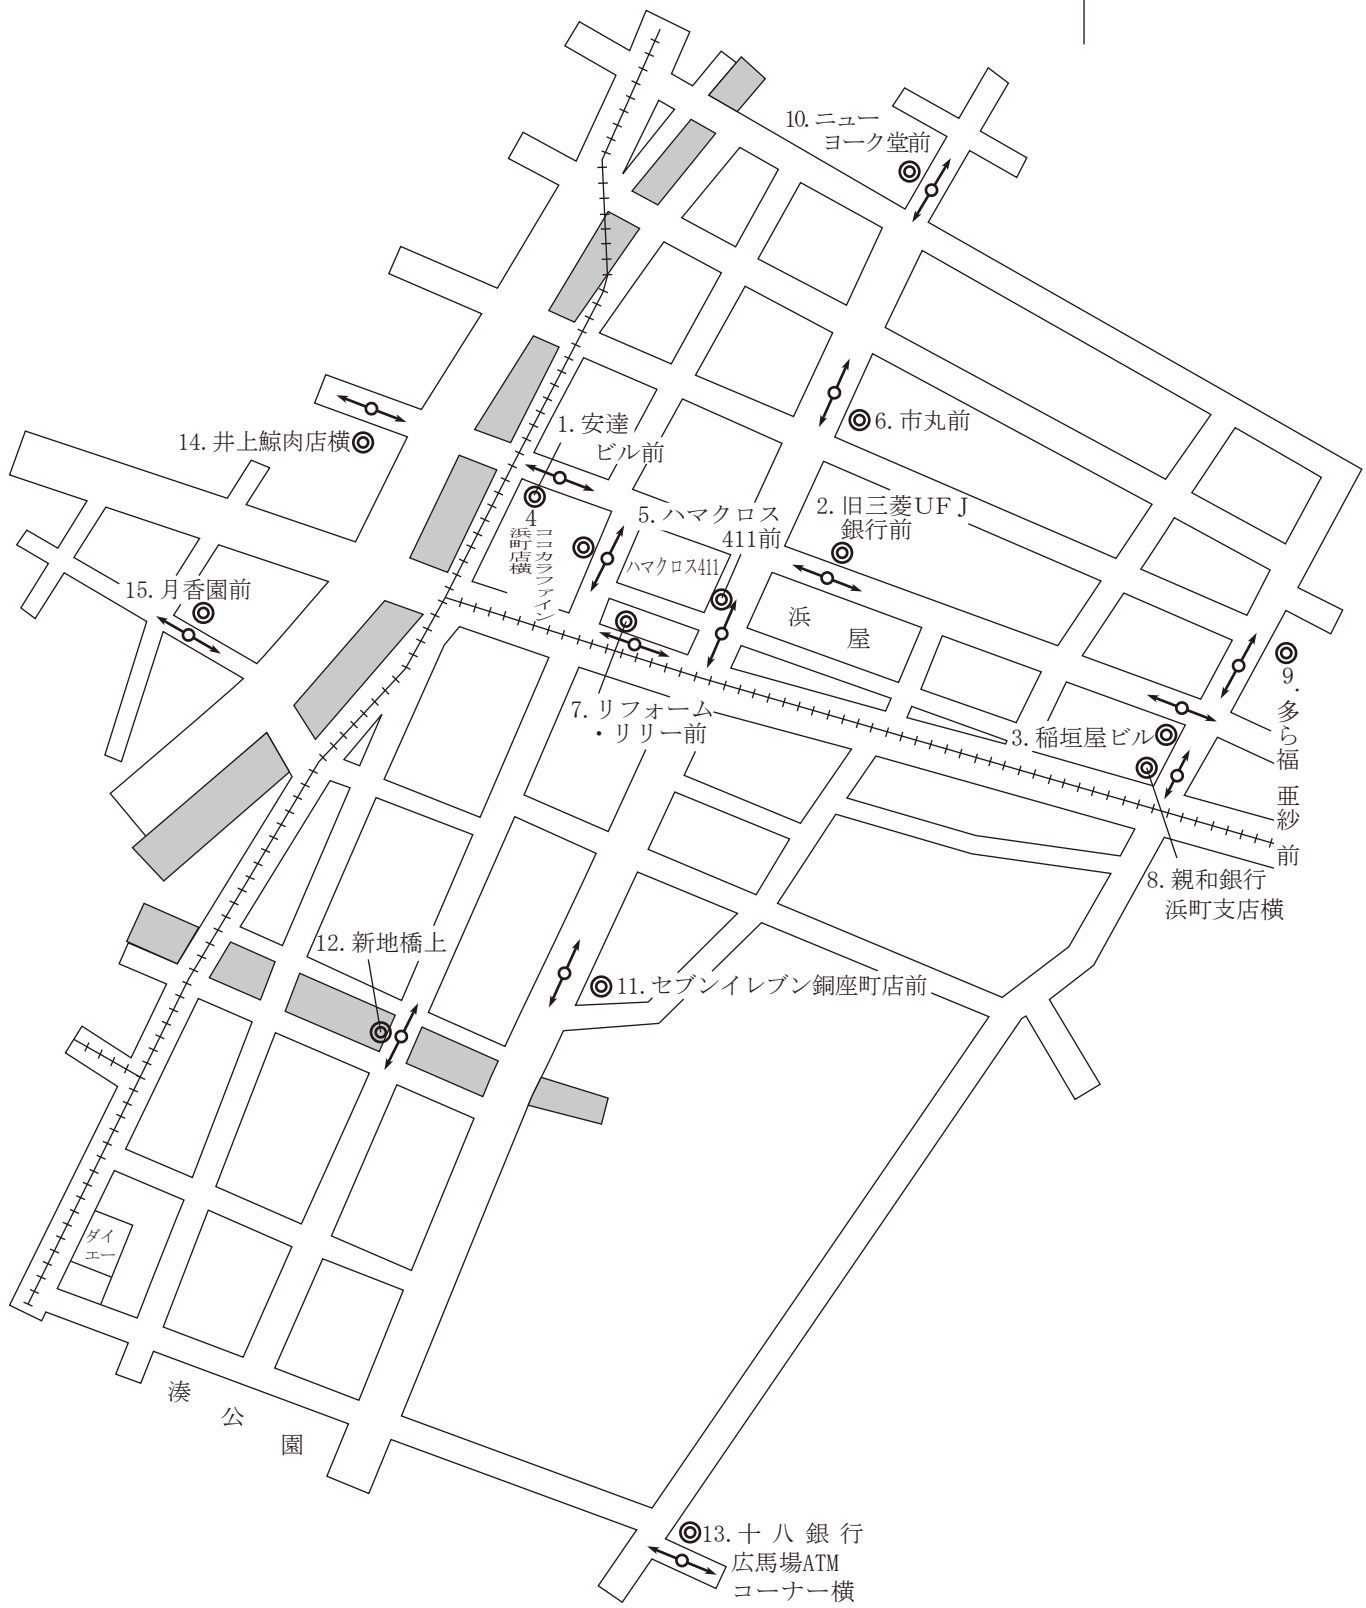 10. ニュー
ヨーク堂前
14. 井上鯨肉店横
1. 安達
ビル前
6. 市丸前
2. 旧三菱UFJ
銀行前
5. ハマクロス
411前
4
ココカラファイン
浜町店横
ハマクロス411
15. 月香園前
浜屋
9. 多ら福 亜紗 前
7. リフォーム
・リリー前
3. 稲垣屋ビル
8. 親和銀行
浜町支店横
12. 新地橋上
11. セブンイレブン銅座町店前
ダイ
エー
湊公園
13. 十八銀行
広馬場ATM
コーナー横